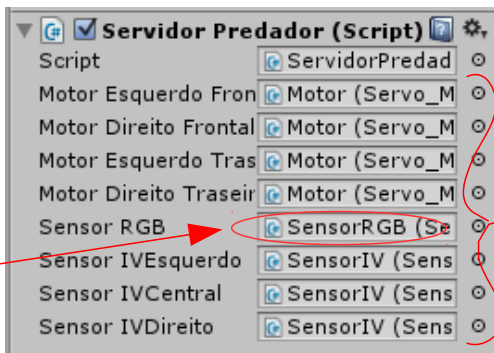 Servidor Predador (Script)
Script ServidorPredad
Motor Esquerdo Fron Motor (Servo_M
Motor Direito Frontal Motor (Servo_M
Motor Esquerdo Tras Motor (Servo_M
Motor Direito Traseir Motor (Servo_M
Sensor RGB SensorRGB (Se
Sensor IVEsquerdo SensorIV (Sens
Sensor IVCentral SensorIV (Sens
Sensor IVDireito SensorIV (Sens